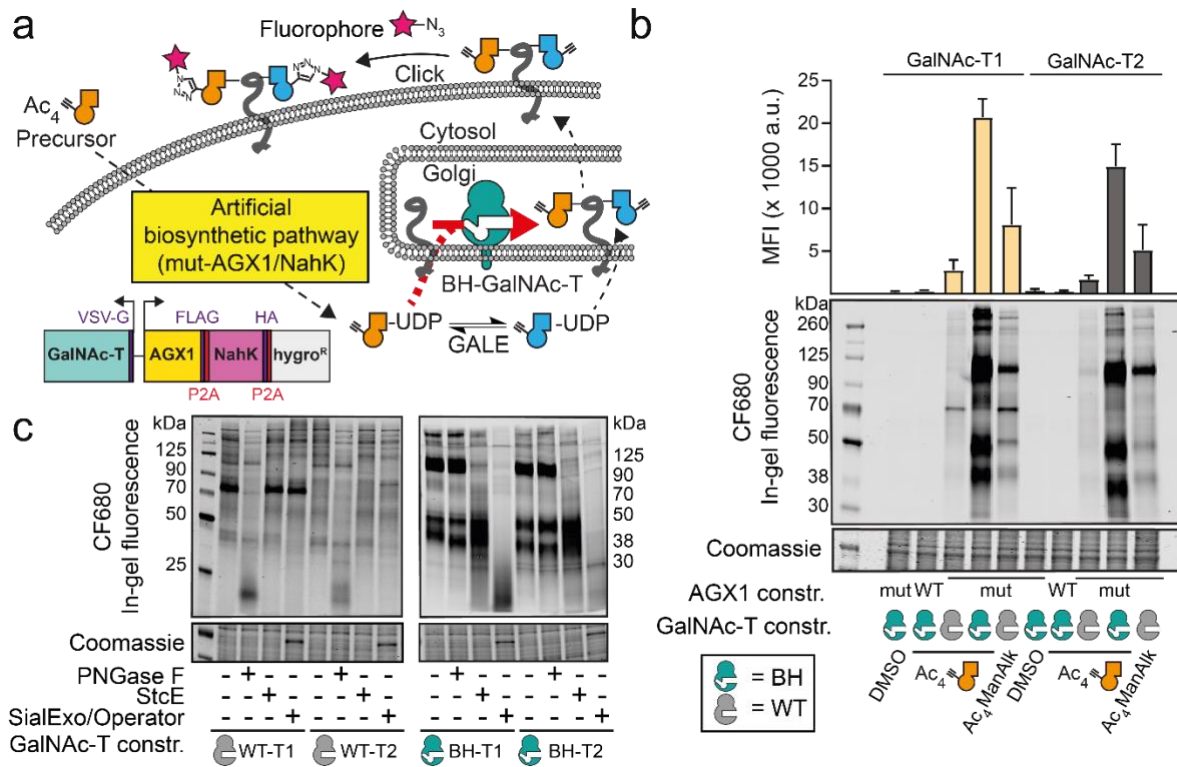 a
Fluorophore
N₃
Click
Ac₄
Precursor
Cytosol
Golgi
Artificial
biosynthetic pathway
(mut-AGX1/NahK)
BH-GalNAc-T
-UDP
GALE
-UDP
VSV-G
FLAG
HA
GalNAc-T
AGX1
NahK
hygroᴿ
P2A
P2A
N
N
N
N
N
N
b
GalNAc-T1
GalNAc-T2
MFI (x 1000 a.u.)
25
20
15
10
5
kDa
260
125
90
70
50
38
30
CF680
In-gel fluorescence
Coomassie
AGX1 constr.
mut WT
mut
WT
mut
GalNAc-T constr.
DMSO
Ac₄
Ac₄ManAlk
DMSO
Ac₄
Ac₄ManAlk
= BH
= WT
c
kDa
125
90
70
50
25
kDa
125
90
70
50
38
30
CF680
In-gel fluorescence
Coomassie
PNGase F - + - - - + - - - + - - - + - -
StcE - - + - - - + - - - + - - - + -
SialExo/Operator - - - + - - - + - - - + - - - +
GalNAc-T constr.
WT-T1
WT-T2
BH-T1
BH-T2